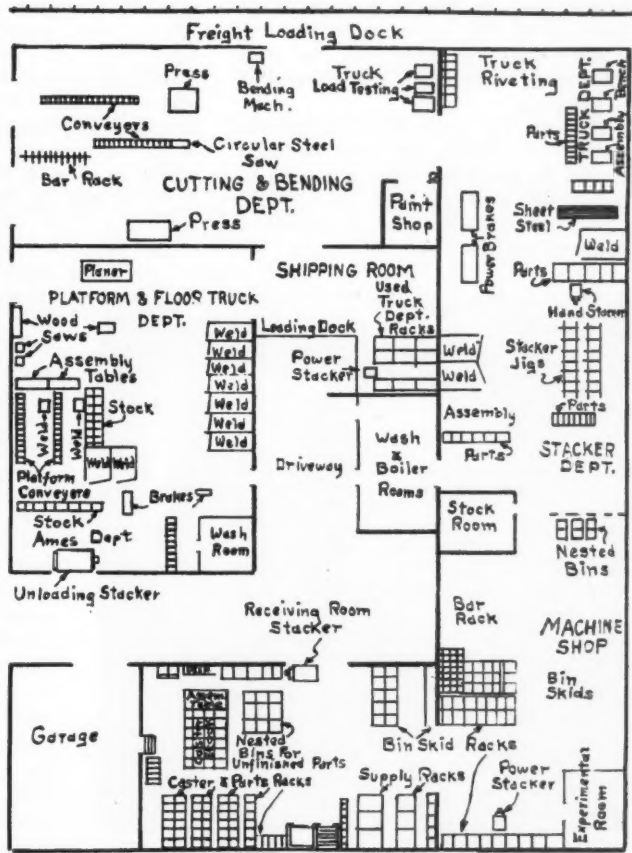 Freight Loading Dock
Press
Bending
Mach.
Truck
Load Testing
Truck
Riveting
TRUCK DEPT.
Assembly Bench
Parts
Conveyers
Circular Steel
Saw
Bar Rack
CUTTING & BENDING
DEPT.
Press
Paint
Shop
Power Brakes
Sheet
Steel
Weld
Parts
Planer
SHIPPING ROOM
PLATFORM & FLOOR TRUCK
DEPT.
Used
Truck
Dept.
Racks
Loading Dock
Wood
Saws
Assembly
Tables
Weld
Weld
Weld
Weld
Weld
Weld
Weld
Power
Stacker
Weld
Weld
Stacker
Jigs
Parts
Stock
Weld
Weld
Weld
Weld
Platform
Conveyers
Brakes
Stock
Ames Dept
Wash
Room
Unloading Stacker
Driveway
Wash
&
Boiler
Rooms
Assembly
Parts
STACKER
DEPT.
Stock
Room
Nested
Bins
Receiving Room
Stacker
Bar
Rack
MACHINE
SHOP
Bin
Skids
Garage
Nested
Bins For
Unfinished Parts
Bin Skid Racks
Caster & Parts Racks
Supply Racks
Power
Stacker
Experimental
Room